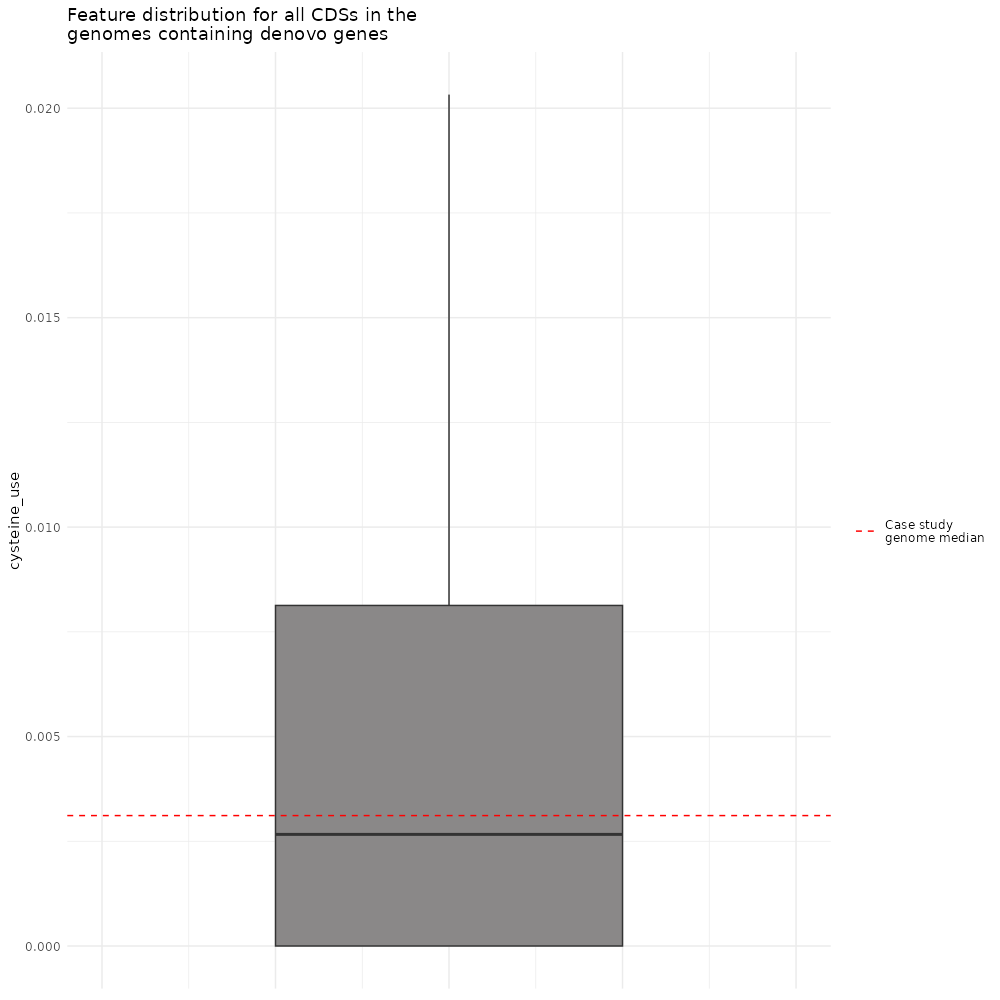 Feature distribution for all CDSs in the
genomes containing denovo genes
0.020
0.015
0.010
0.005
0.000
cysteine_use
Case study
genome median